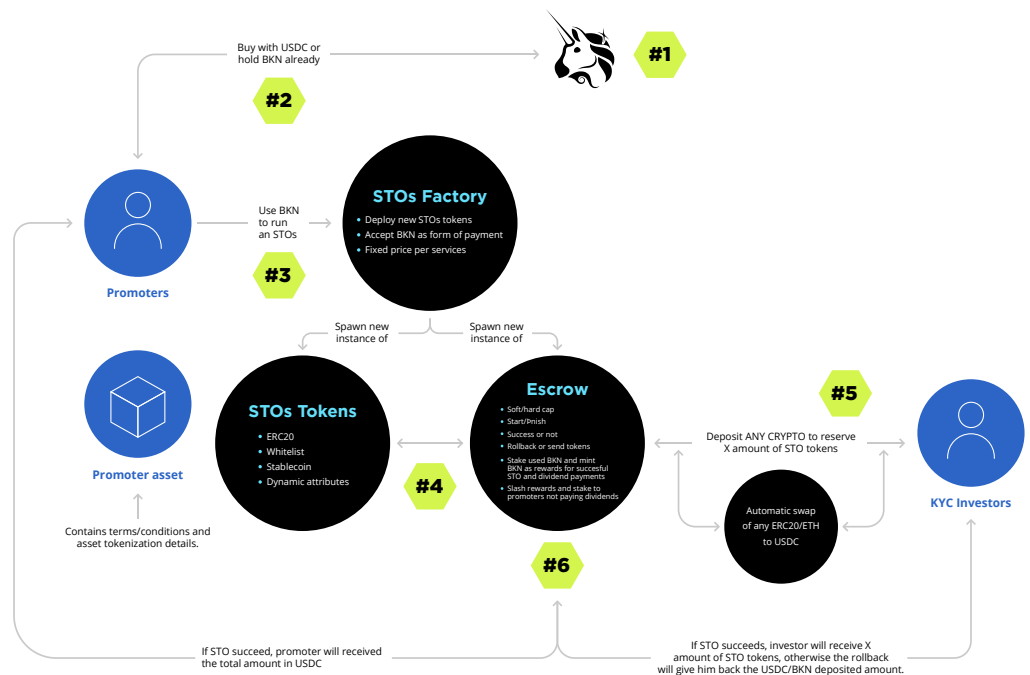 Buy with USDC or
hold BKN already
#1
#2
STOs Factory
• Deploy new STOs tokens
• Accept BKN as form of payment
• Fixed price per services
Use BKN
to run
an STOs
#3
Promoters
Spawn new
instance of
Spawn new
instance of
STOs Tokens
• ERC20
• Whitelist
• Stablecoin
• Dynamic attributes
Escrow
• Soft/hard cap
• Start/Þnish
• Success or not
• Rollback or send tokens
• Stake used BKN and mint
BKN as rewards for succesful
STO and dividend payments
• Slash rewards and stake to
promoters not paying dividends
#4
#5
Deposit ANY CRYPTO to reserve
X amount of STO tokens
Automatic swap
of any ERC20/ETH
to USDC
KYC Investors
Promoter asset
Contains terms/conditions and
asset tokenization details.
#6
If STO succeed, promoter will received
the total amount in USDC
If STO succeeds, investor will receive X
amount of STO tokens, otherwise the rollback
will give him back the USDC/BKN deposited amount.